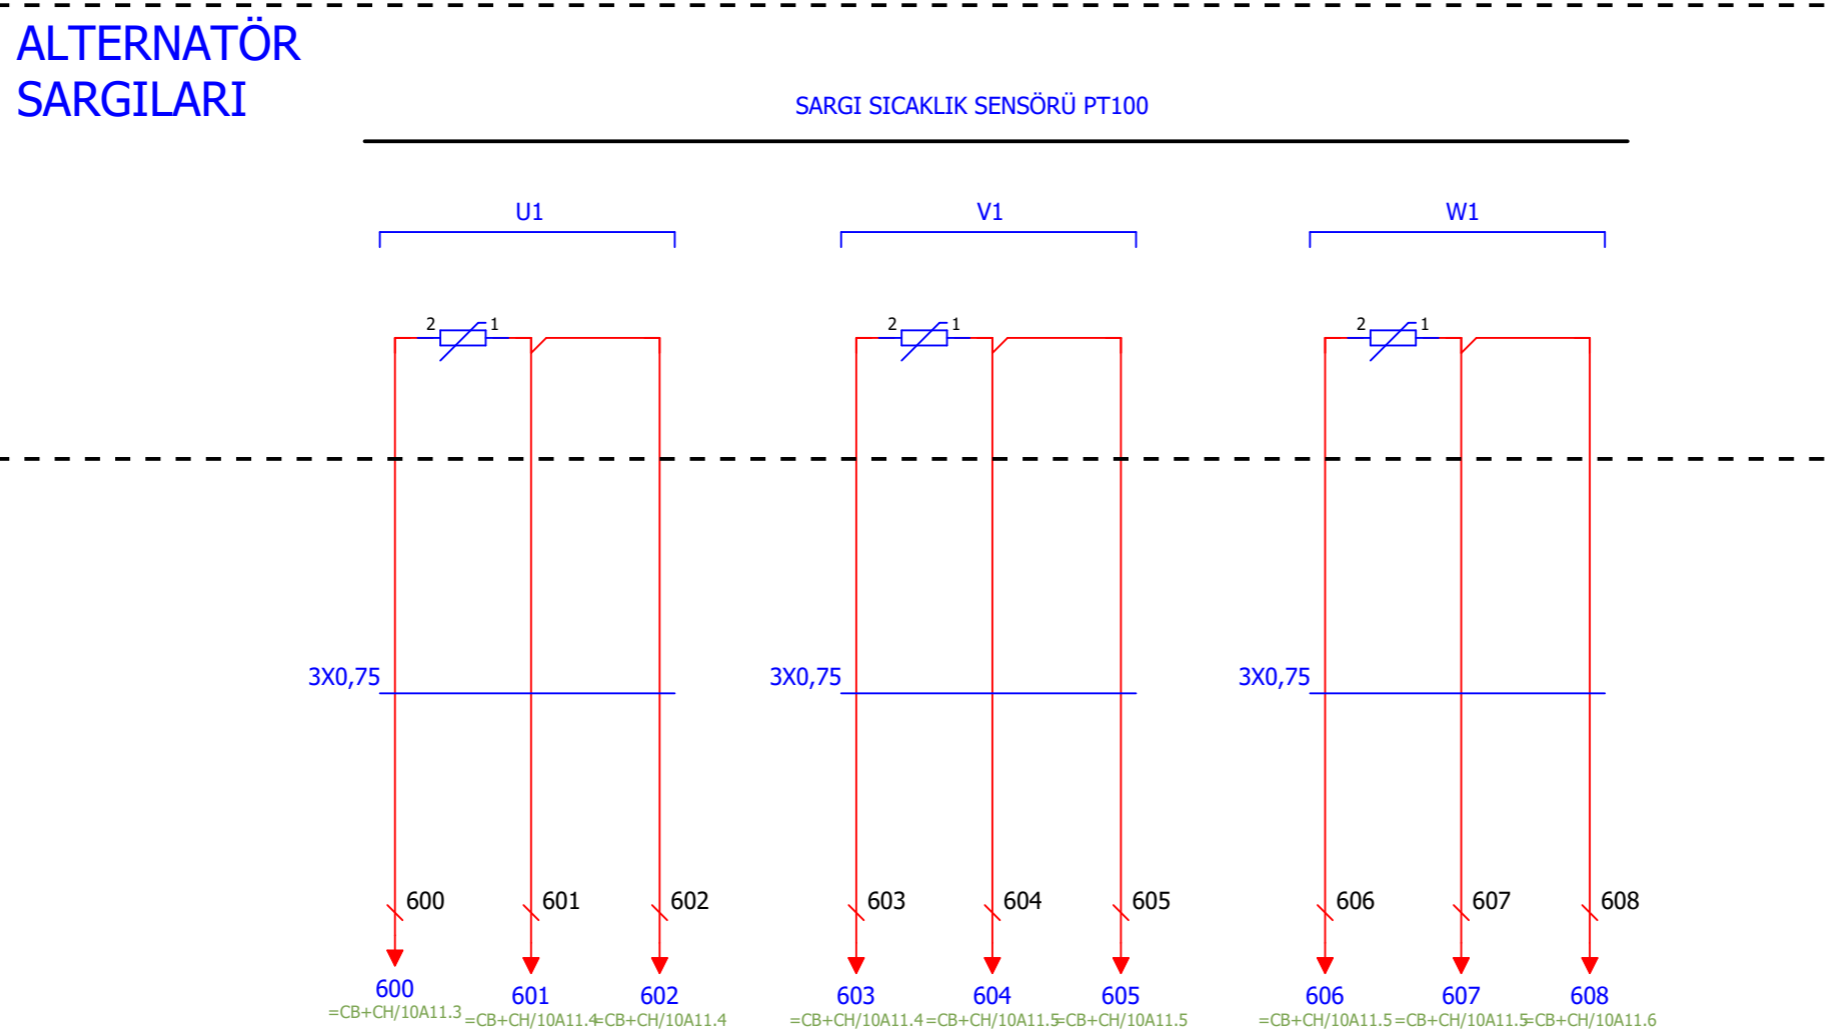 ALTERNATÖR
SARGILARI
SARGI SICAKLIK SENSÖRÜ PT100
U1 V1 W1
2 1 2 1 2 1
3X0,75 3X0,75 3X0,75
600 601 602 603 604 605 606 607 608
600 601 602 603 604 605 606 607 608
=CB+CH/10A11.3 =CB+CH/10A11.4 =CB+CH/10A11.4 =CB+CH/10A11.4 =CB+CH/10A11.5 =CB+CH/10A11.5 =CB+CH/10A11.5 =CB+CH/10A11.5 =CB+CH/10A11.6